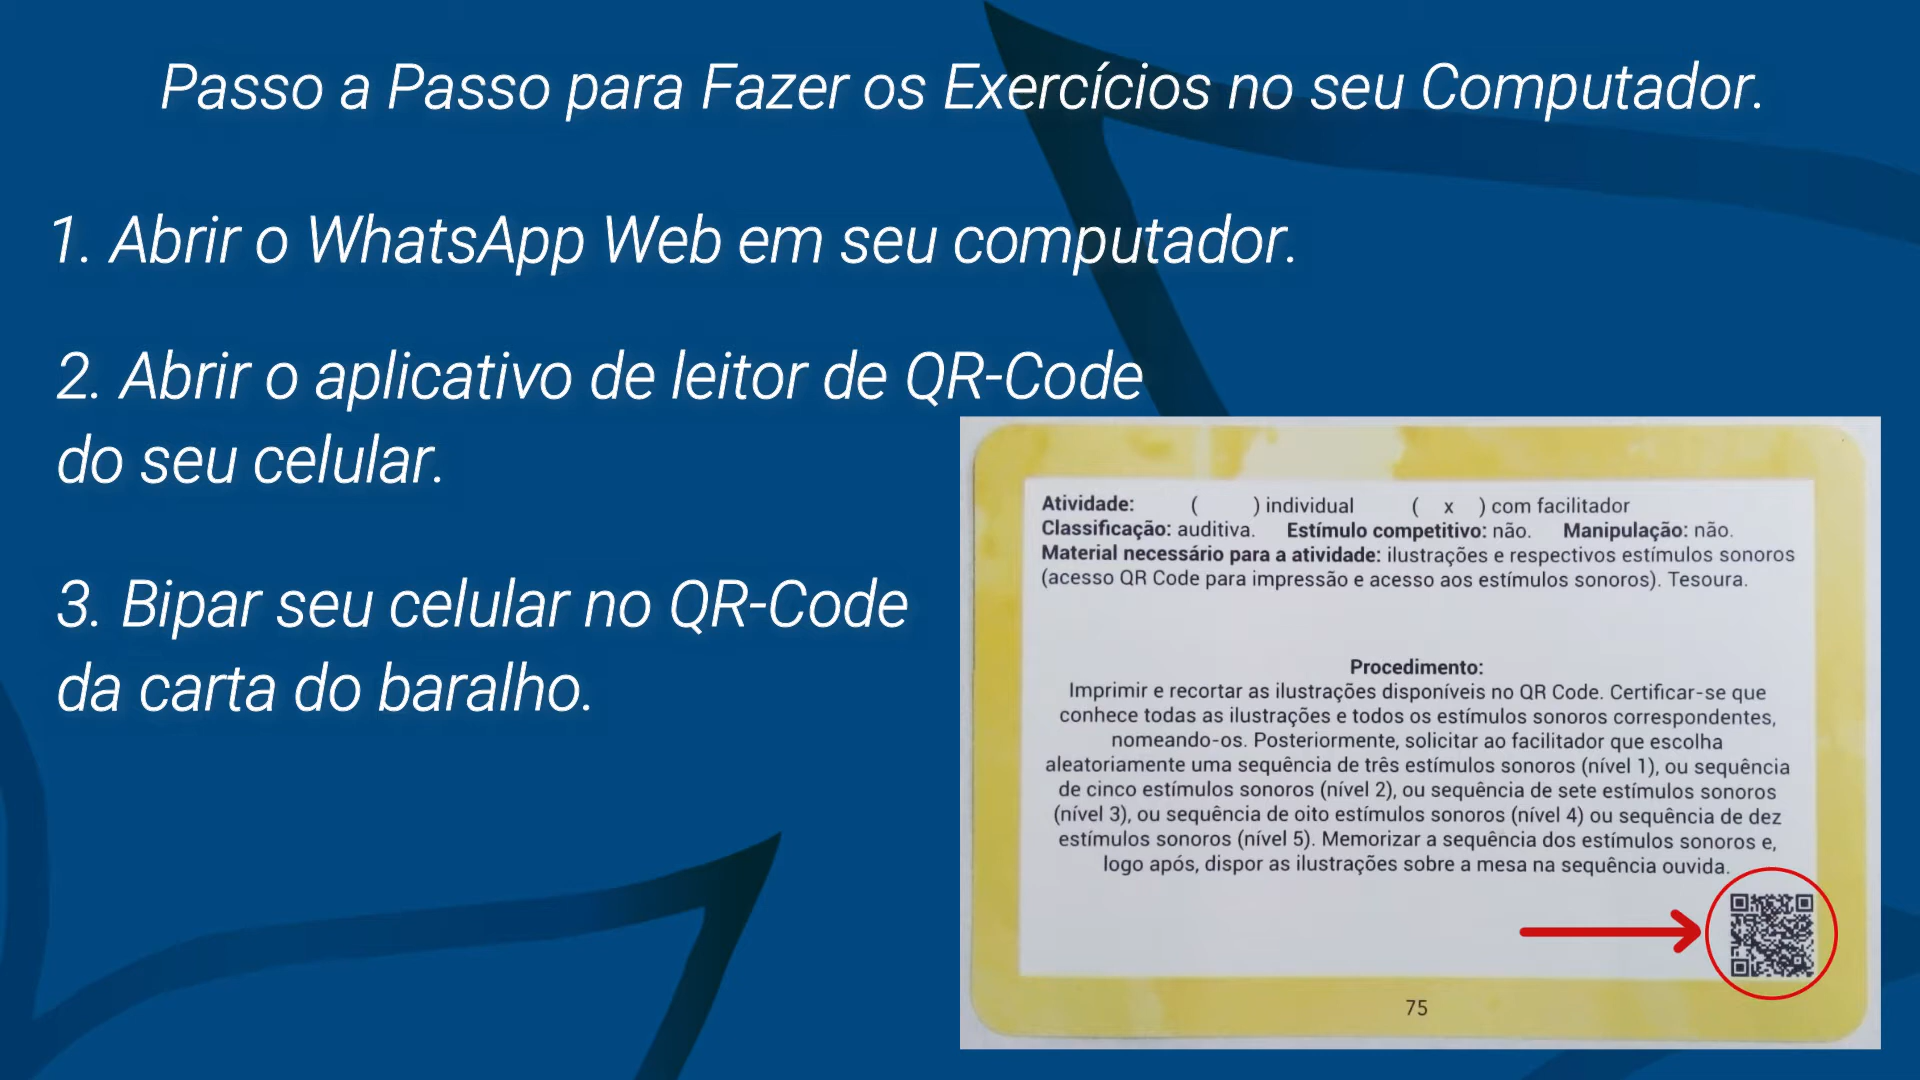 Passo a Passo para Fazer os Exercícios no seu Computador.
1. Abrir o WhatsApp Web em seu computador.
2. Abrir o aplicativo de leitor de QR-Code
do seu celular.
3. Bipar seu celular no QR-Code
da carta do baralho.
Atividade: ( ) individual ( x ) com facilitador
Classificação: auditiva. Estímulo competitivo: não. Manipulação: não.
Material necessário para a atividade: ilustrações e respectivos estímulos sonoros
(acesso QR Code para impressão e acesso aos estímulos sonoros). Tesoura.
Procedimento:
Imprimir e recortar as ilustrações disponíveis no QR Code. Certificar-se que
conhece todas as ilustrações e todos os estímulos sonoros correspondentes,
nomeando-os. Posteriormente, solicitar ao facilitador que escolha
aleatoriamente uma sequência de três estímulos sonoros (nível 1), ou sequência
de cinco estímulos sonoros (nível 2), ou sequência de sete estímulos sonoros
(nível 3), ou sequência de oito estímulos sonoros (nível 4) ou sequência de dez
estímulos sonoros (nível 5). Memorizar a sequência dos estímulos sonoros e,
logo após, dispor as ilustrações sobre a mesa na sequência ouvida.
75